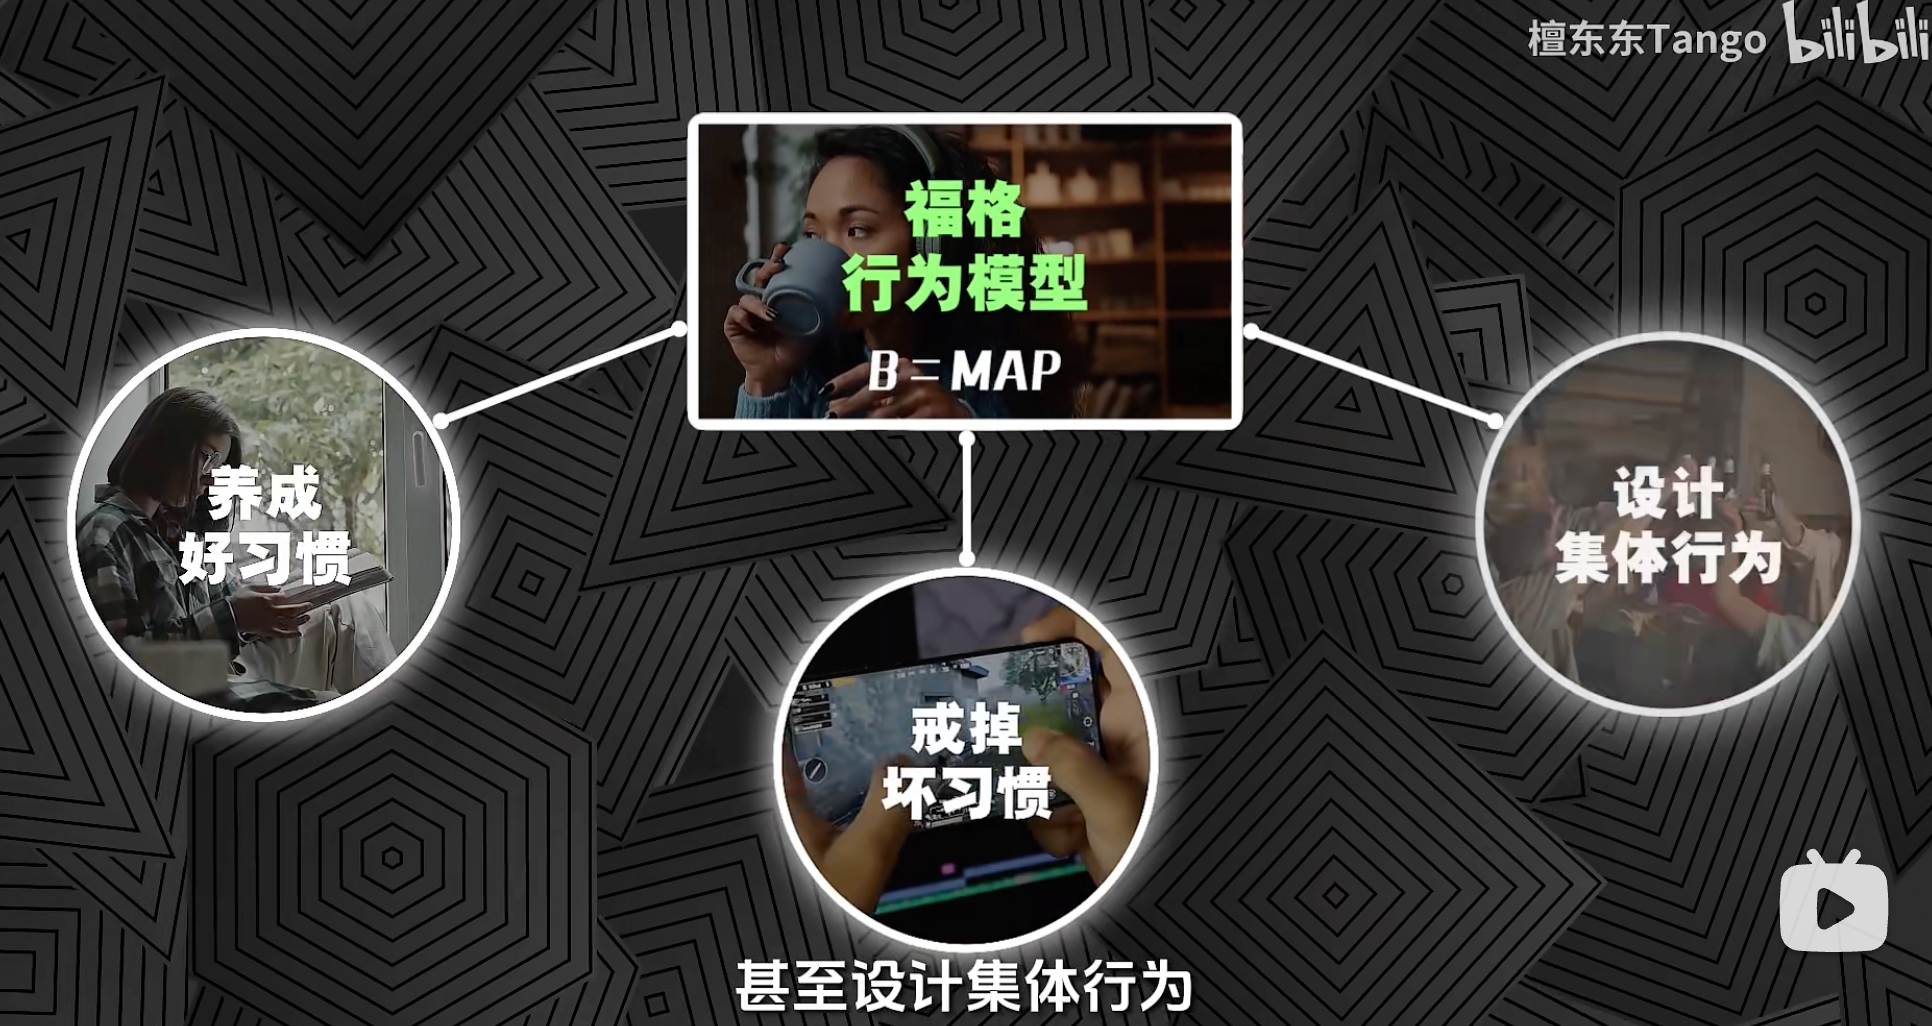 檀东东Tango bilibili
福格
行为模型
B=MAP
养成
好习惯
戒掉
坏习惯
设计
集体行为
甚至设计集体行为